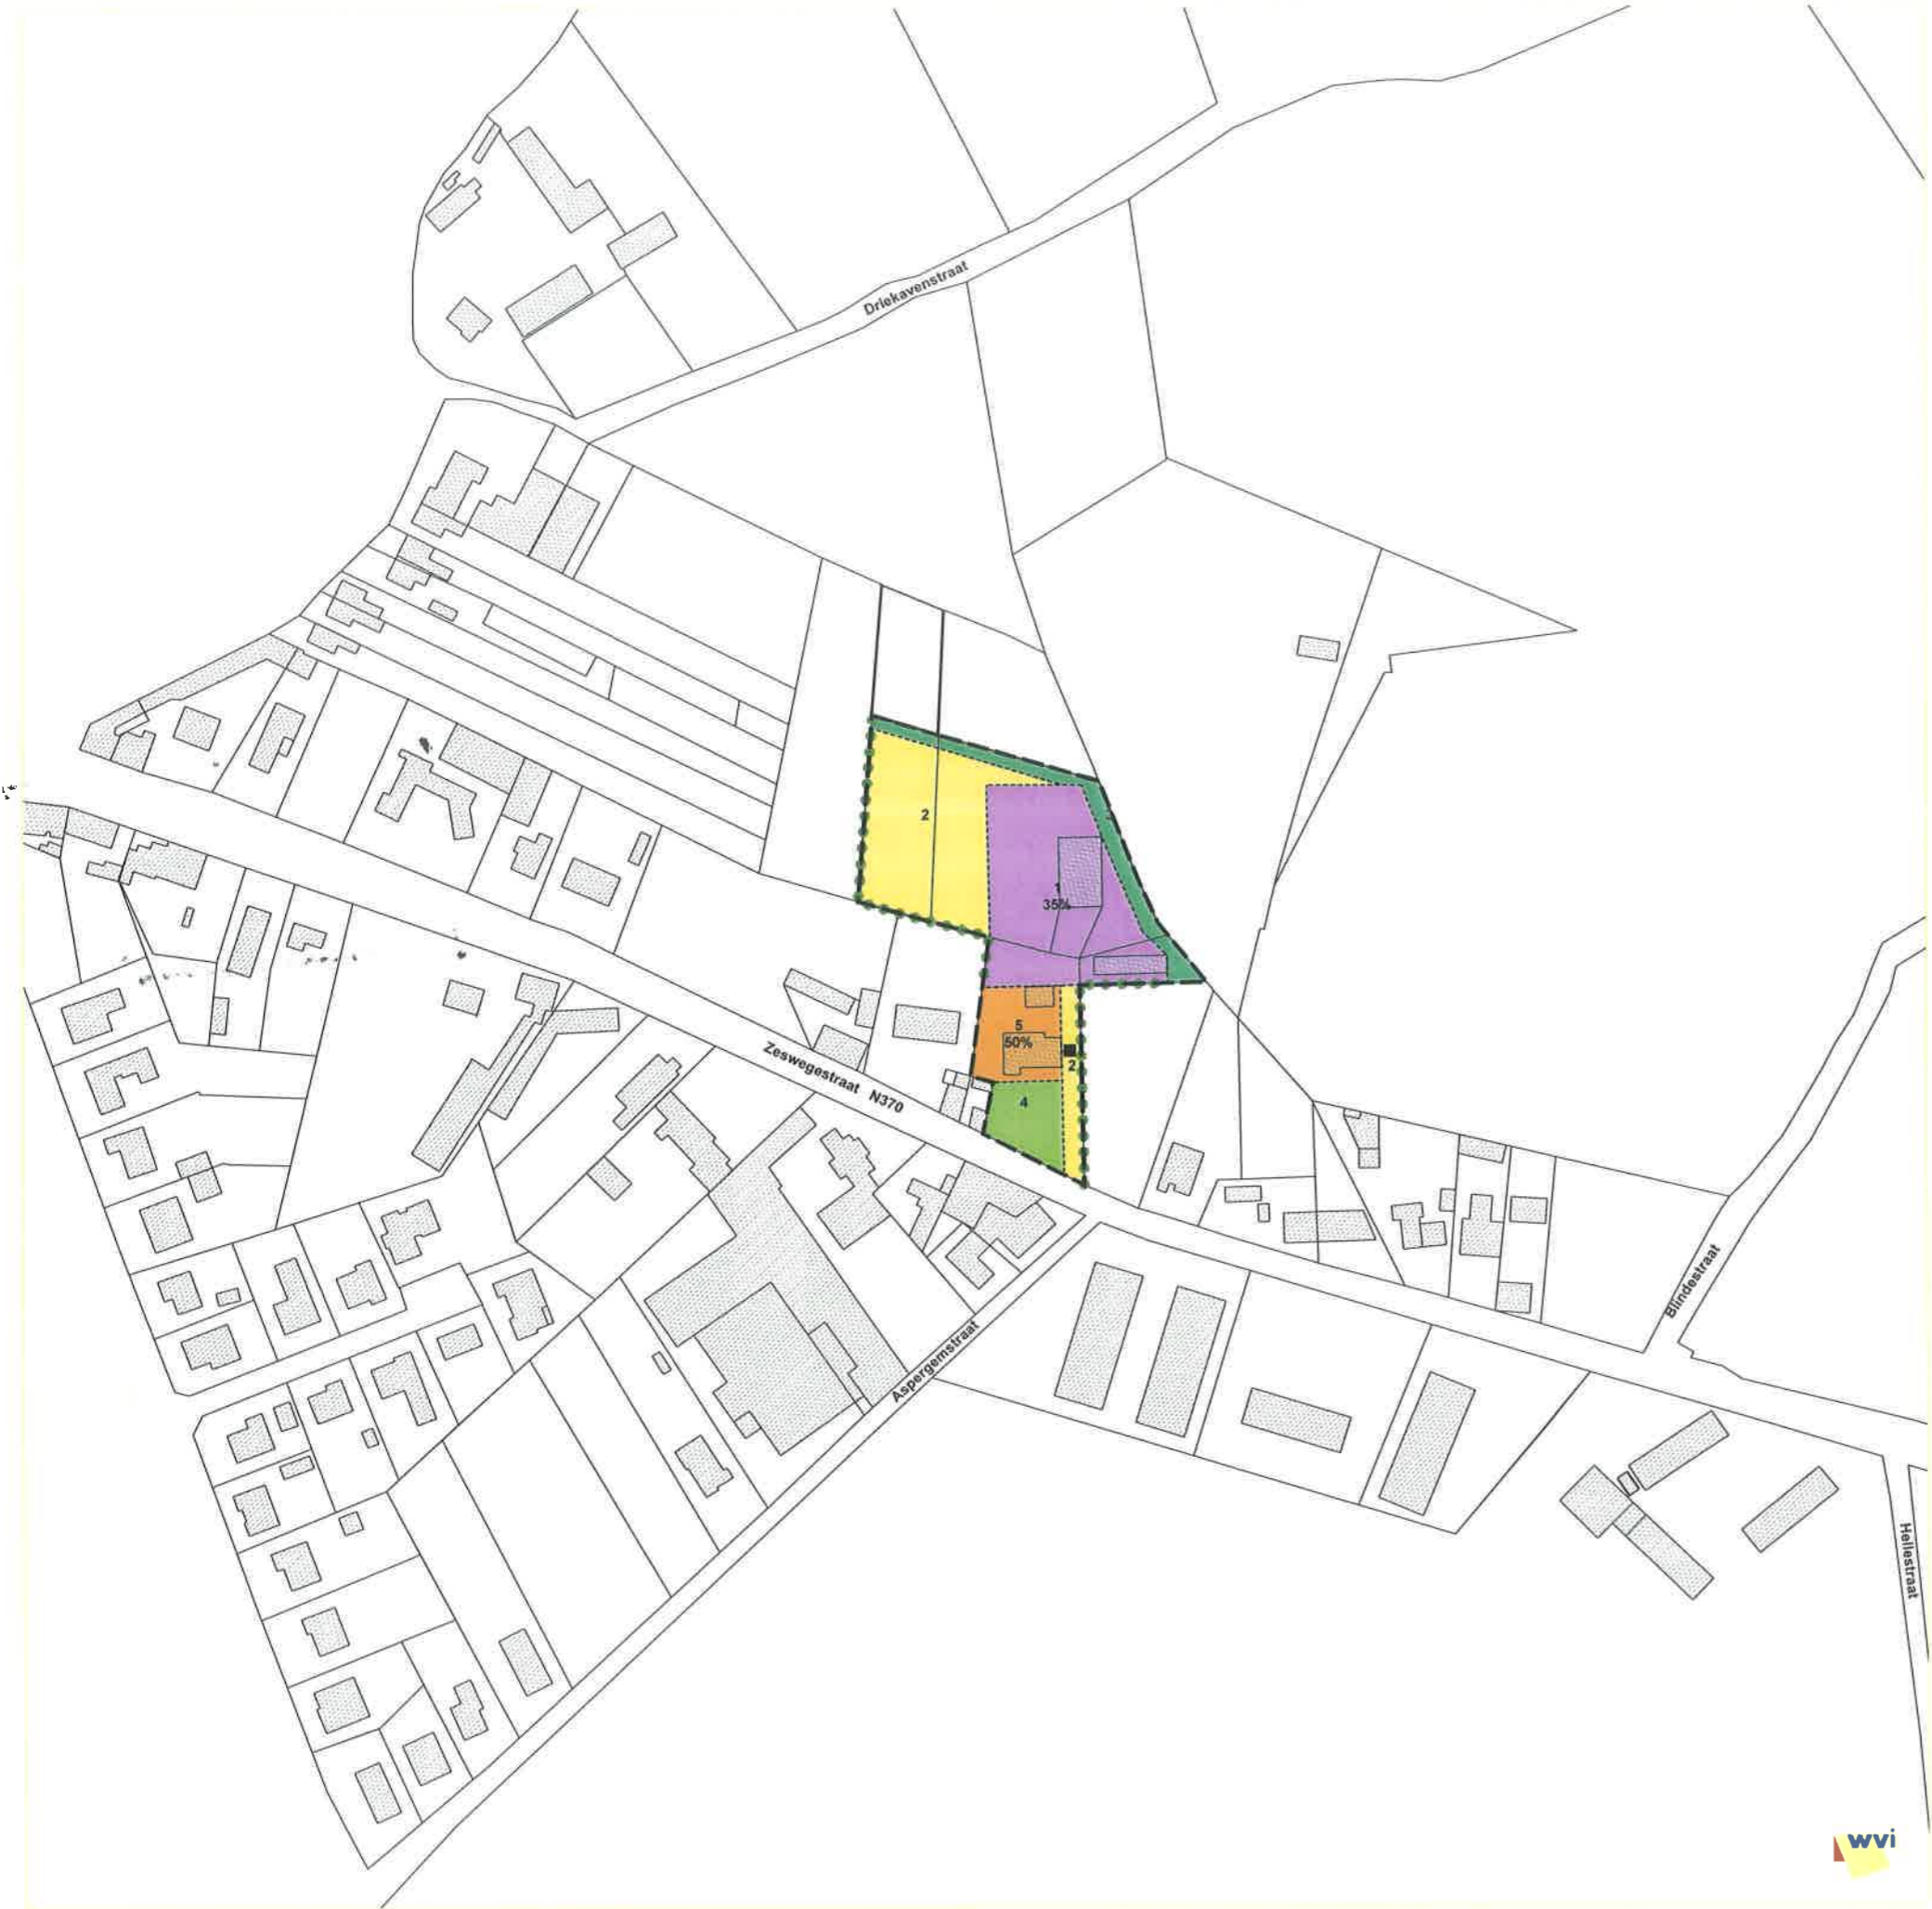 Driekavenstraat
2
1
35%
5
50%
2
Zeswegestraat N370
4
Blindestraat
Aspergemstraat
Hellestraat
wvi